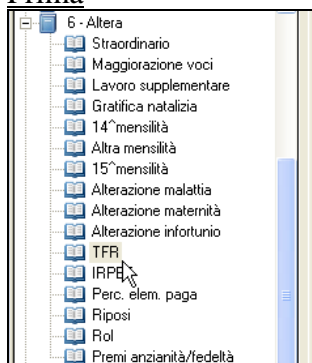 Prima
6 - Altera
Straordinario
Maggiorazione voci
Lavoro supplementare
Gratifica natalizia
14^mensilità
Altra mensilità
15^mensilità
Alterazione malattia
Alterazione maternità
Alterazione infortunio
TFR
IRPE
Perc. elem. paga
Riposi
Rol
Premi anzianità/fedeltà